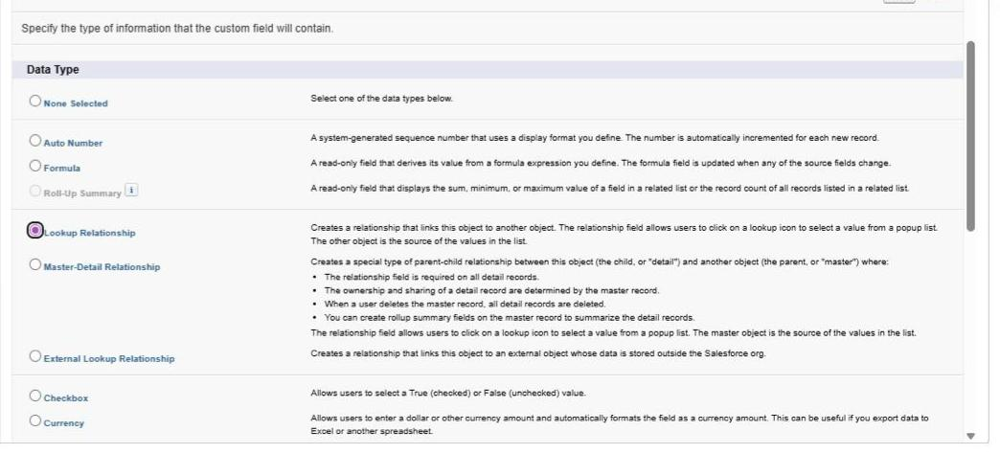 Specify the type of information that the custom field will contain.
Data Type
None Selected
Select one of the data types below.
Auto Number
A system-generated sequence number that uses a display format you define. The number is automatically incremented for each new record.
Formula
A read-only field that derives its value from a formula expression you define. The formula field is updated when any of the source fields change.
Roll-Up Summary i
A read-only field that displays the sum, minimum, or maximum value of a field in a related list or the record count of all records listed in a related list.
Lookup Relationship
Creates a relationship that links this object to another object. The relationship field allows users to click on a lookup icon to select a value from a popup list.
The other object is the source of the values in the list.
Master-Detail Relationship
Creates a special type of parent-child relationship between this object (the child, or "detail") and another object (the parent, or "master") where:
• The relationship field is required on all detail records.
• The ownership and sharing of a detail record are determined by the master record.
• When a user deletes the master record, all detail records are deleted.
• You can create rollup summary fields on the master record to summarize the detail records.
The relationship field allows users to click on a lookup icon to select a value from a popup list. The master object is the source of the values in the list.
External Lookup Relationship
Creates a relationship that links this object to an external object whose data is stored outside the Salesforce org.
Checkbox
Allows users to select a True (checked) or False (unchecked) value.
Currency
Allows users to enter a dollar or other currency amount and automatically formats the field as a currency amount. This can be useful if you export data to
Excel or another spreadsheet.